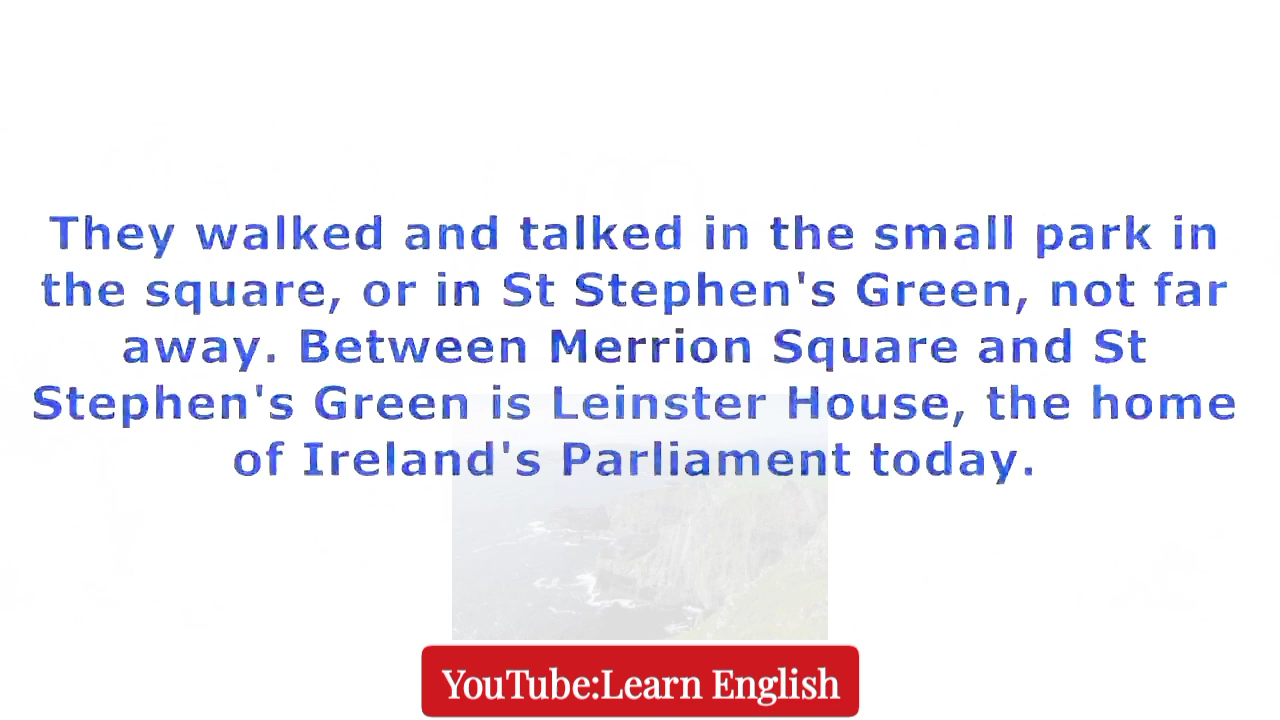 They walked and talked in the small park in
the square, or in St Stephen's Green, not far
away. Between Merrion Square and St
Stephen's Green is Leinster House, the home
of Ireland's Parliament today.
YouTube:Learn English